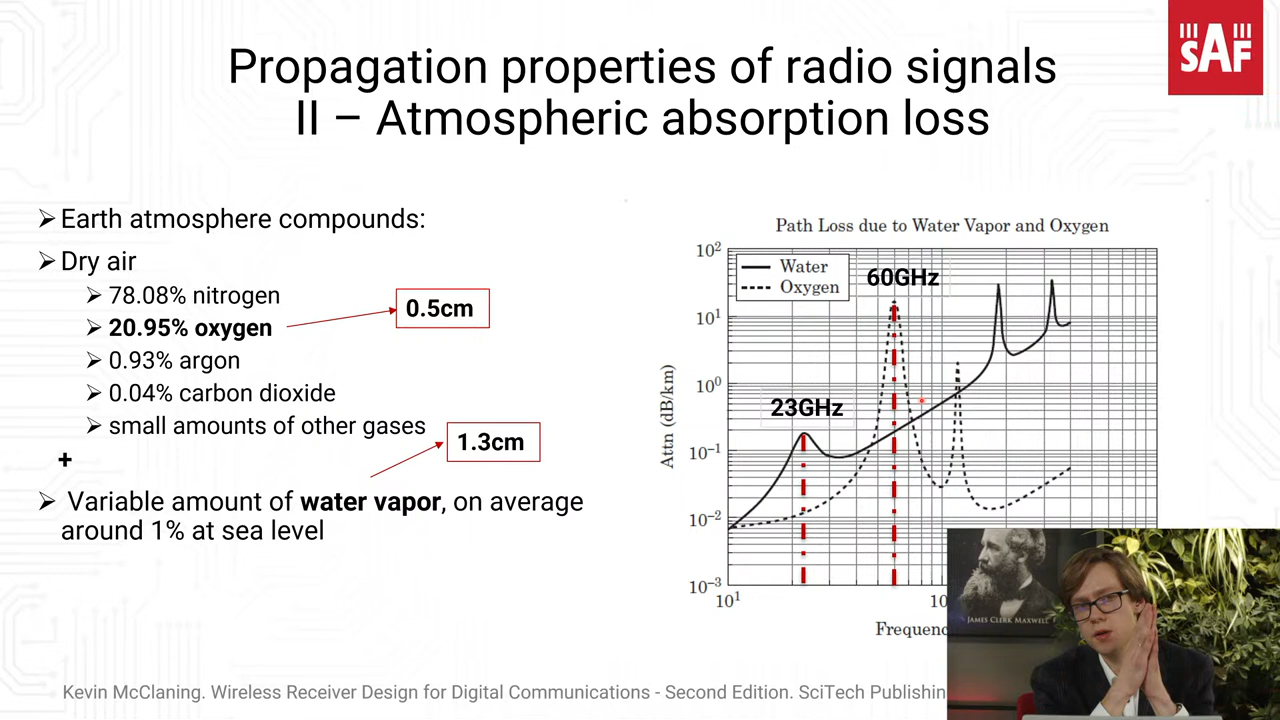 SAF
Propagation properties of radio signals
II – Atmospheric absorption loss
Earth atmosphere compounds:
Dry air
78.08% nitrogen
20.95% oxygen
0.93% argon
0.04% carbon dioxide
small amounts of other gases
0.5cm
1.3cm
+
Variable amount of water vapor, on average
around 1% at sea level
Path Loss due to Water Vapor and Oxygen
Water
Oxygen
60GHz
23GHz
Attn (dB/km)
10²
10¹
10⁰
10⁻¹
10⁻²
10⁻³
10¹
10
Frequenc
JAMES CLERK MAXWELL
Kevin McClaning. Wireless Receiver Design for Digital Communications - Second Edition. SciTech Publishin